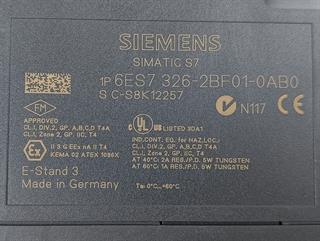 SIEMENS
SIMATIC S7
1P 6ES7 326-2BF01-0AB0
S C-S8K12257
FM
APPROVED
CL.I, DIV.2, GP. A,B,C,D T4A
CL.I, Zone 2, GP. IIC, T4
UL US LISTED 30A1
N117
IND.CONT.EQ. for HAZ.LOC.
CL.I, DIV.2, GP. A,B,C,D T4A
CL.I, Zone 2, GP. IIC T4
AT 40°C: 2A RES./P.D. 5W TUNGSTEN
AT 60°C: 1A RES./P.D. 5W TUNGSTEN
Ex II 3 G EEx nA II T4
KEMA 02 ATEX 1096X
E-Stand 3
Made in Germany
Ta: 0°C...+60°C